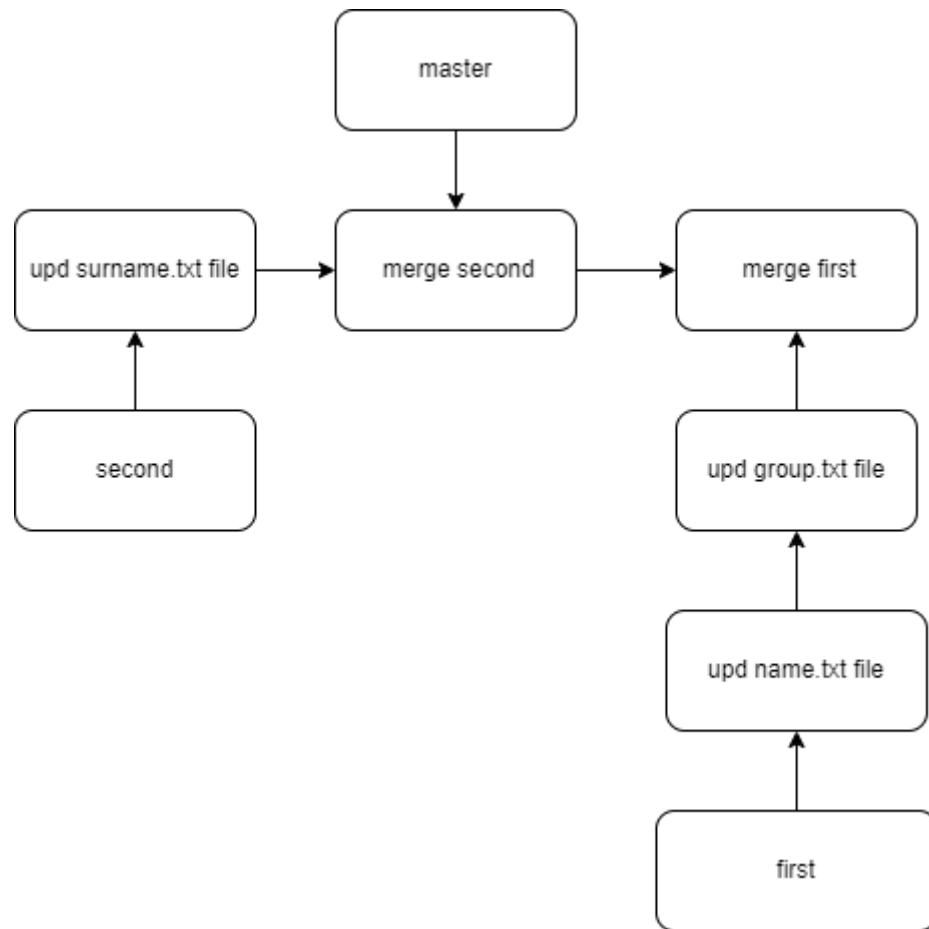 master
upd surname.txt file
merge second
merge first
second
upd group.txt file
upd name.txt file
first